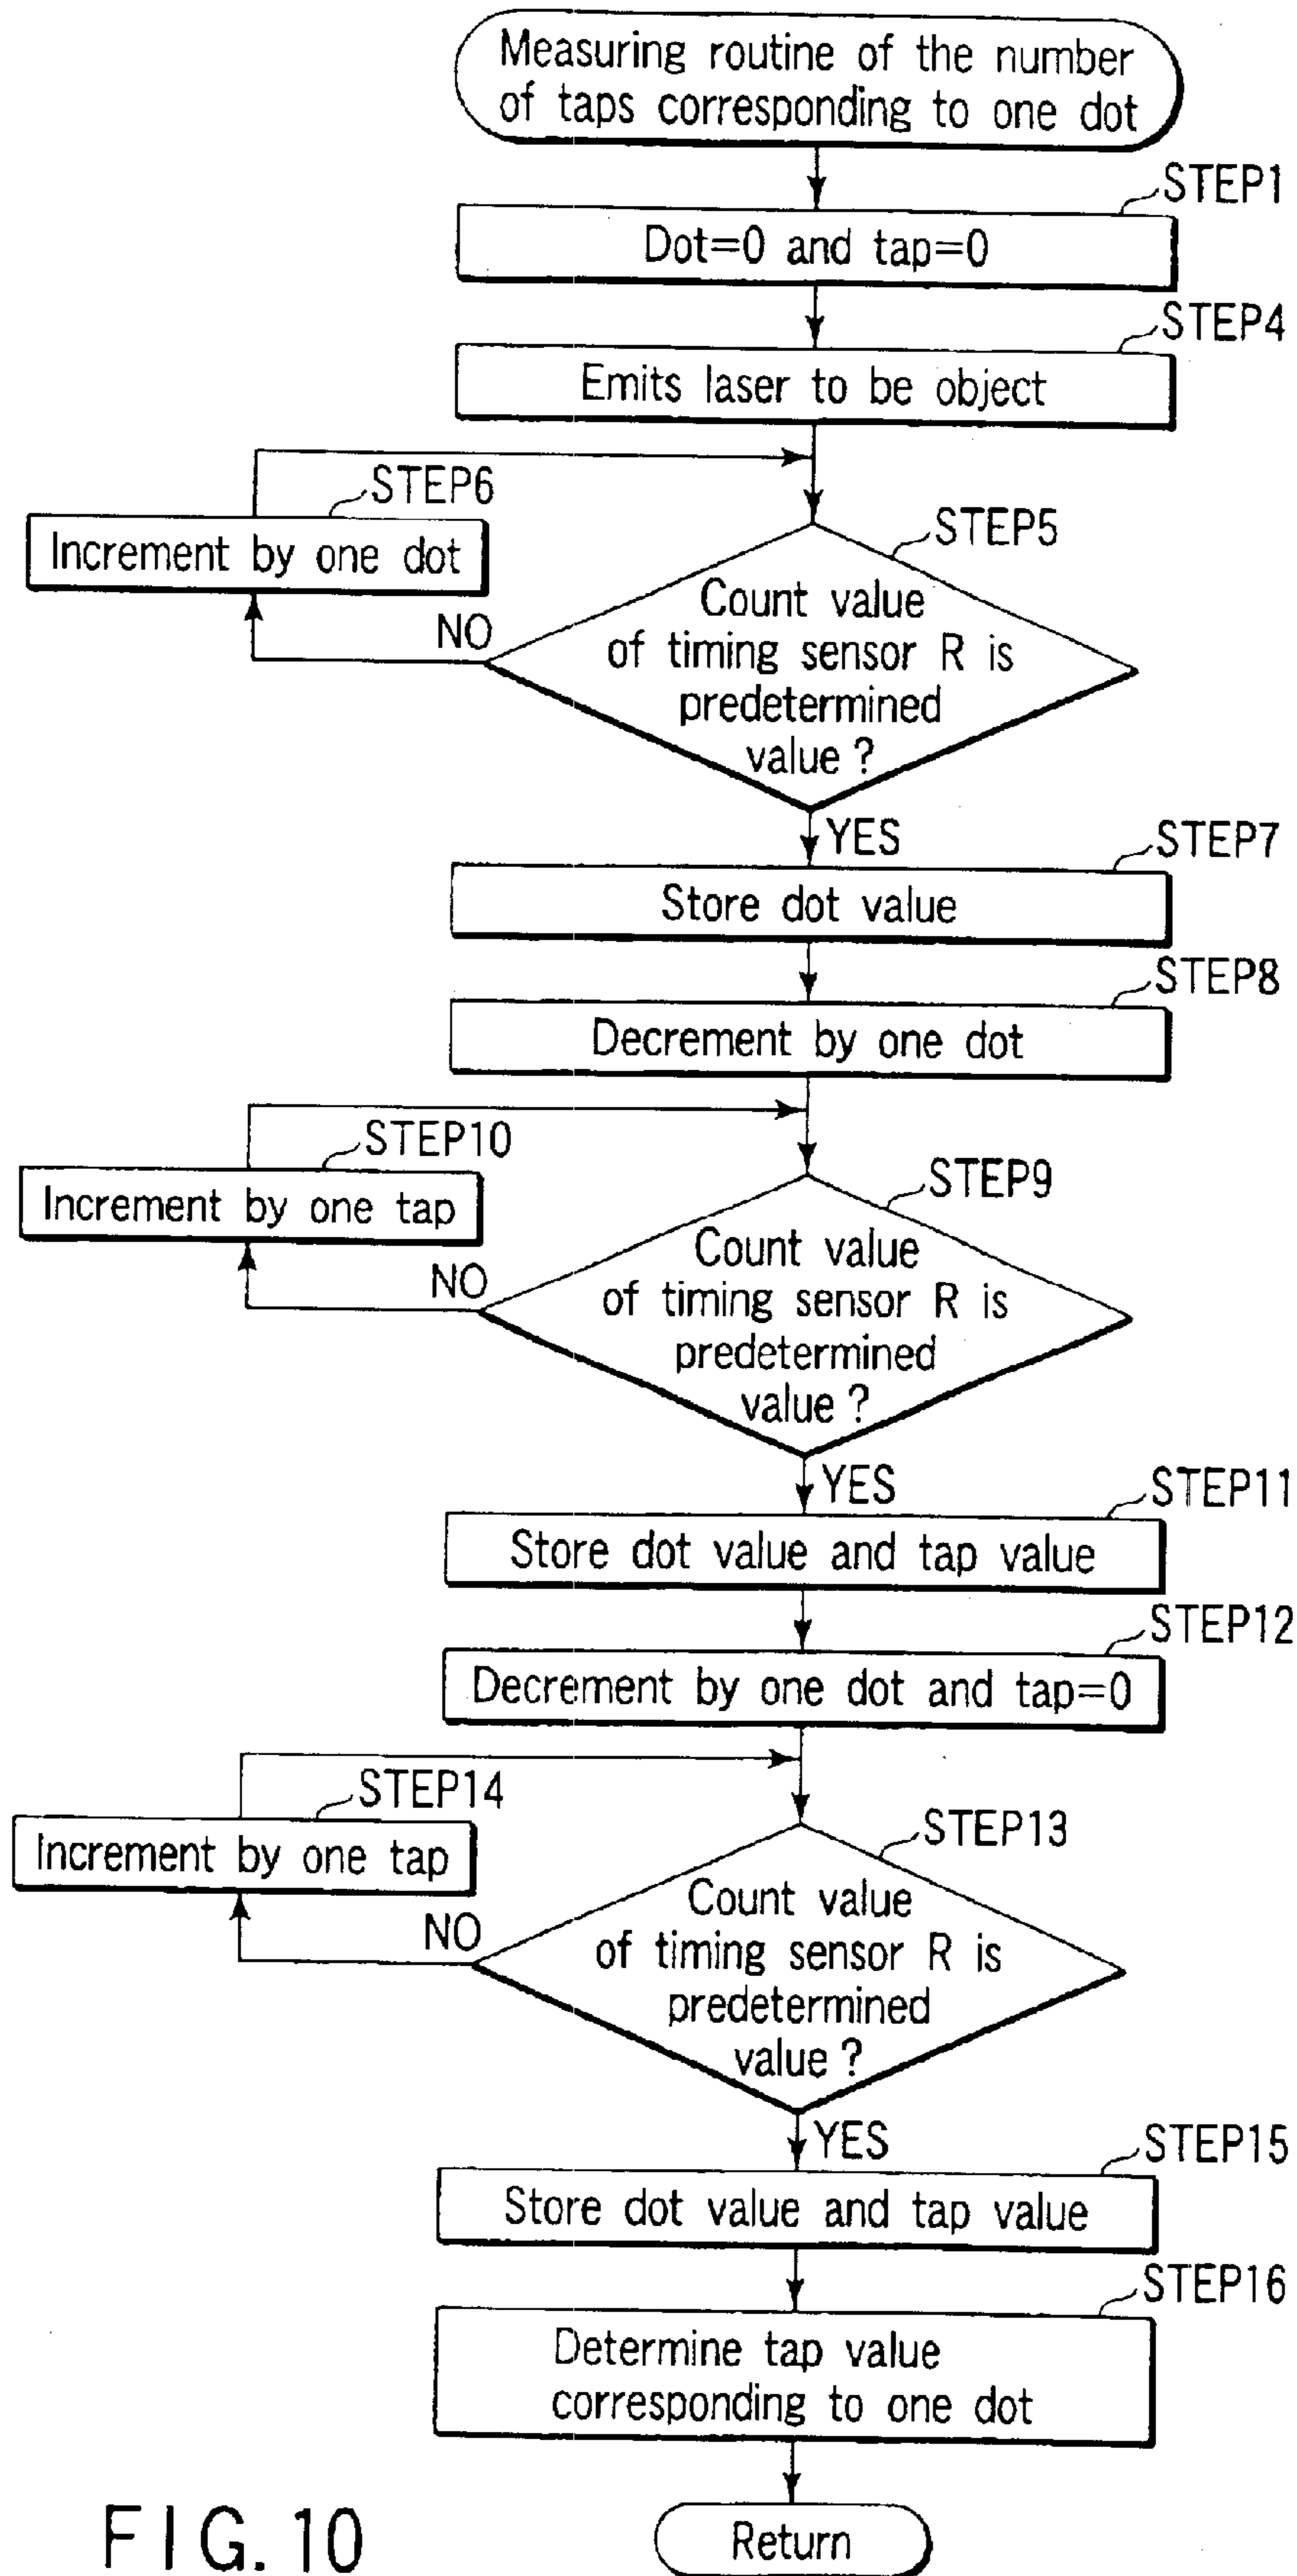 Measuring routine of the number
of taps corresponding to one dot
STEP1
Dot=0 and tap=0
STEP4
Emits laser to be object
STEP6
Increment by one dot
STEP5
Count value
of timing sensor R is
predetermined
value ?
NO
YES
STEP7
Store dot value
STEP8
Decrement by one dot
STEP10
Increment by one tap
STEP9
Count value
of timing sensor R is
predetermined
value ?
NO
YES
STEP11
Store dot value and tap value
STEP12
Decrement by one dot and tap=0
STEP14
Increment by one tap
STEP13
Count value
of timing sensor R is
predetermined
value ?
NO
YES
STEP15
Store dot value and tap value
STEP16
Determine tap value
corresponding to one dot
Return
FIG. 10